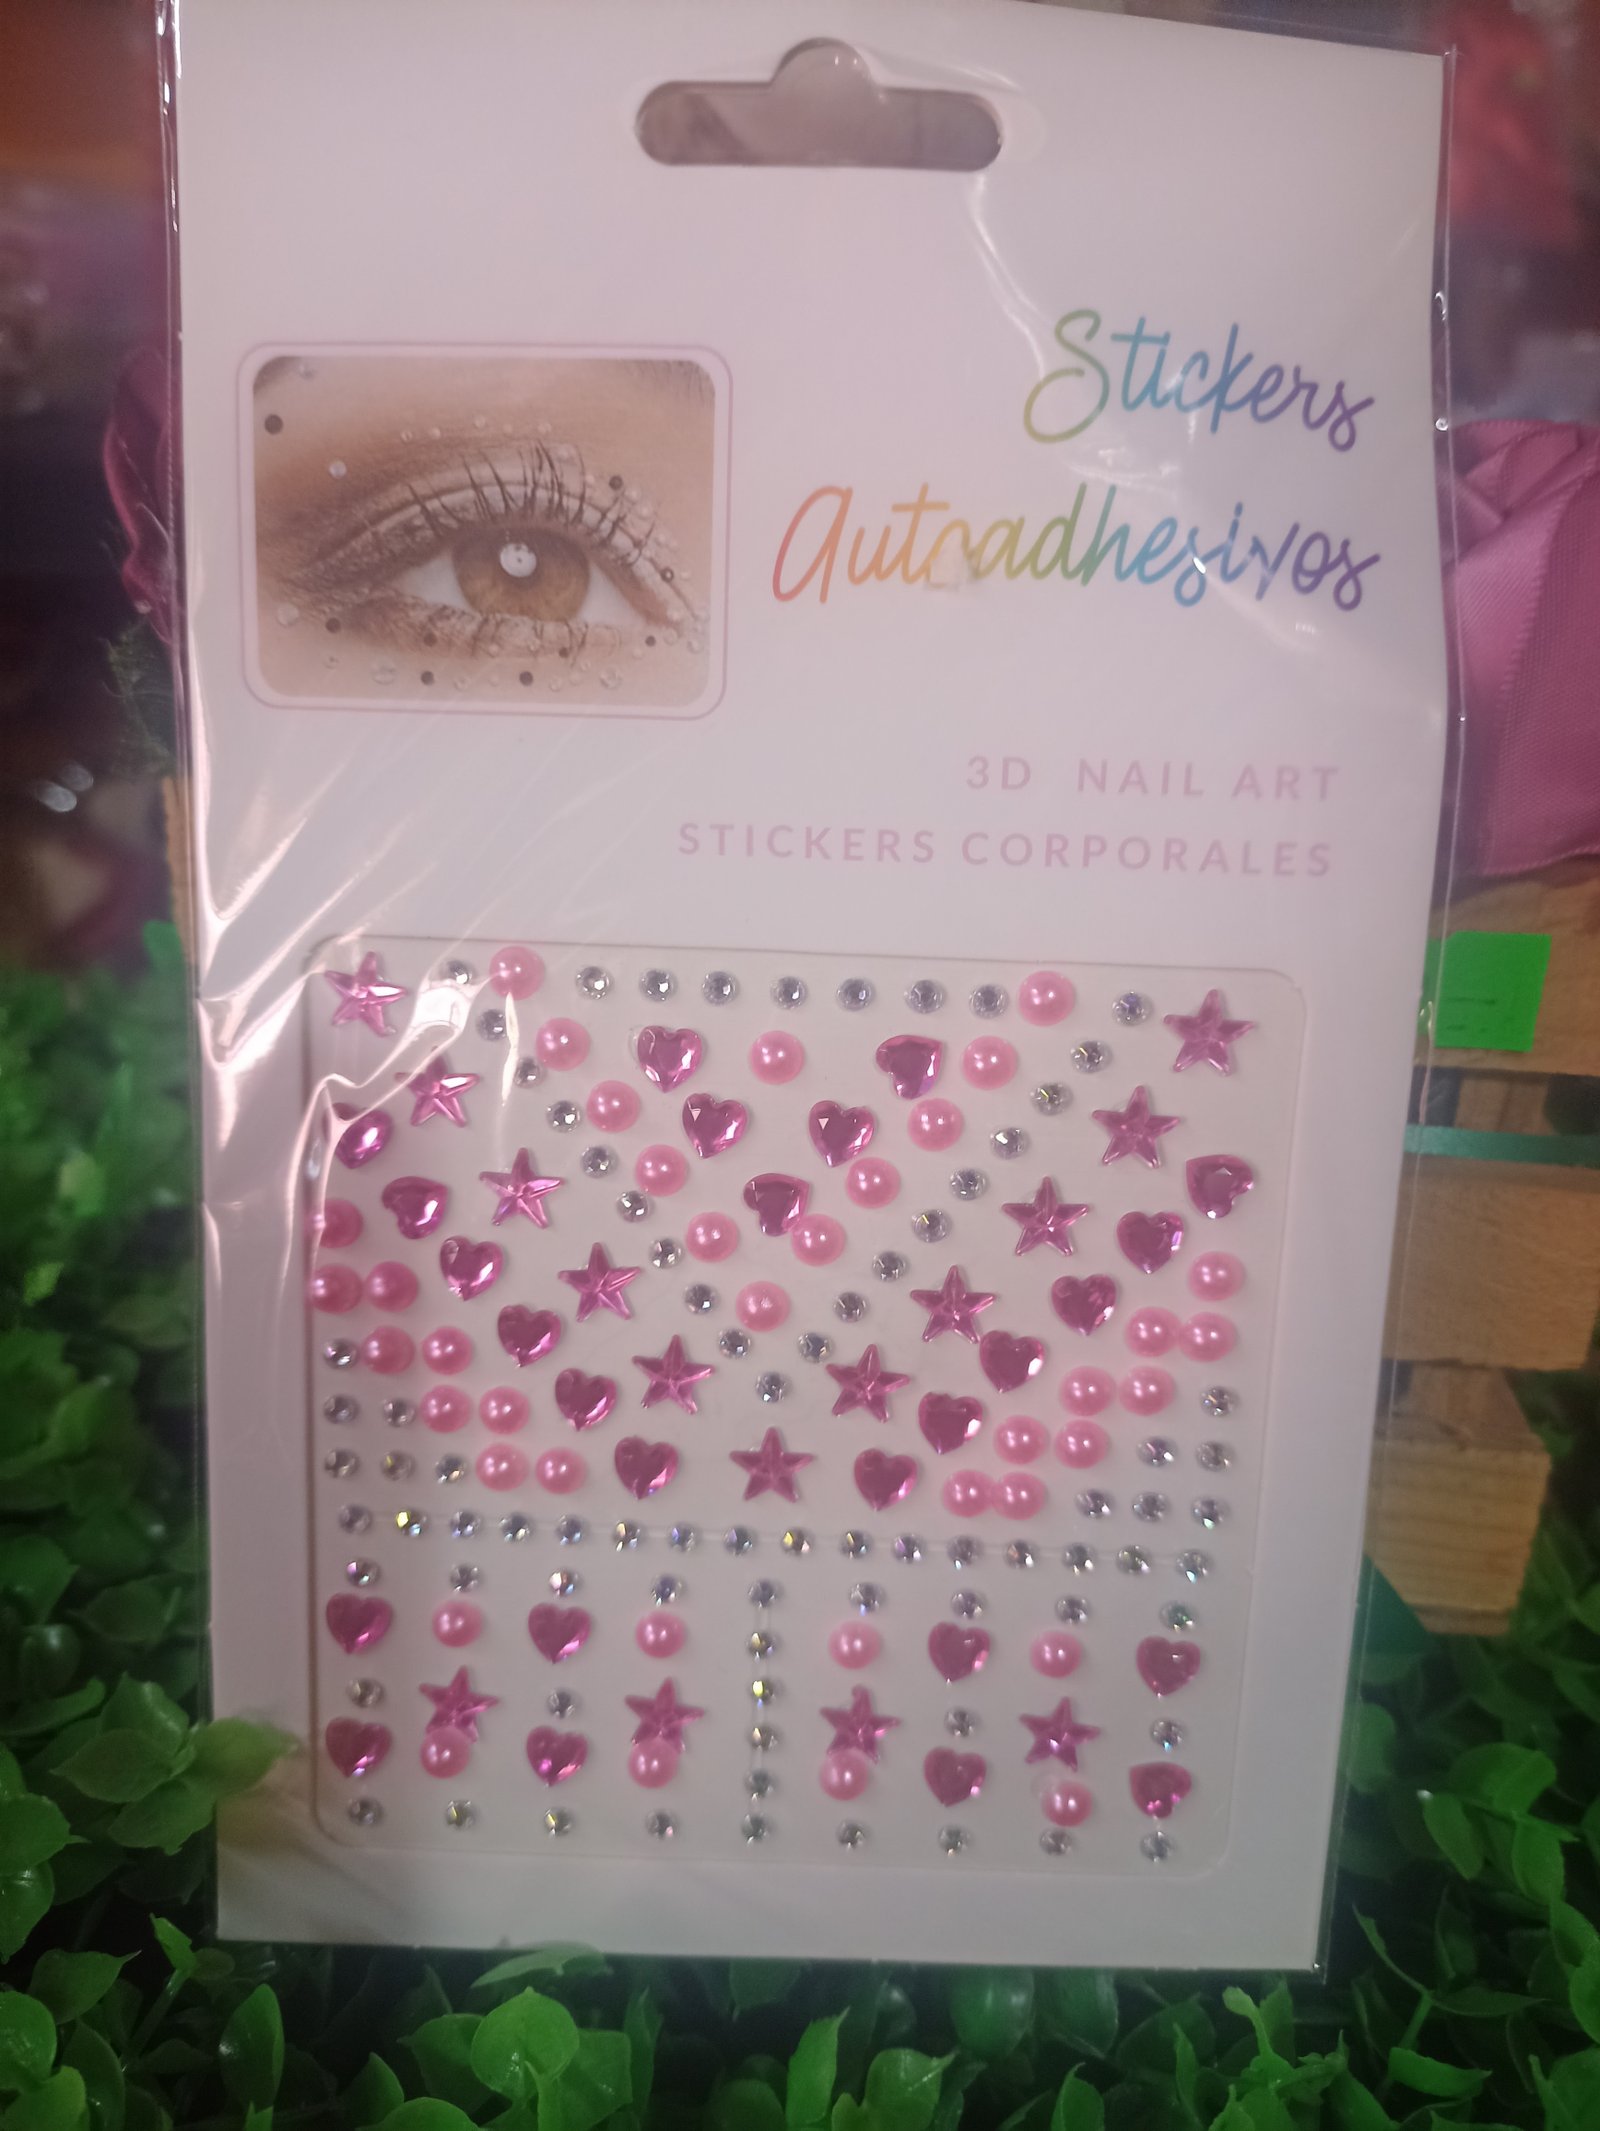 Stickers
autoadhesivos
3D NAIL ART
STICKERS CORPORALES